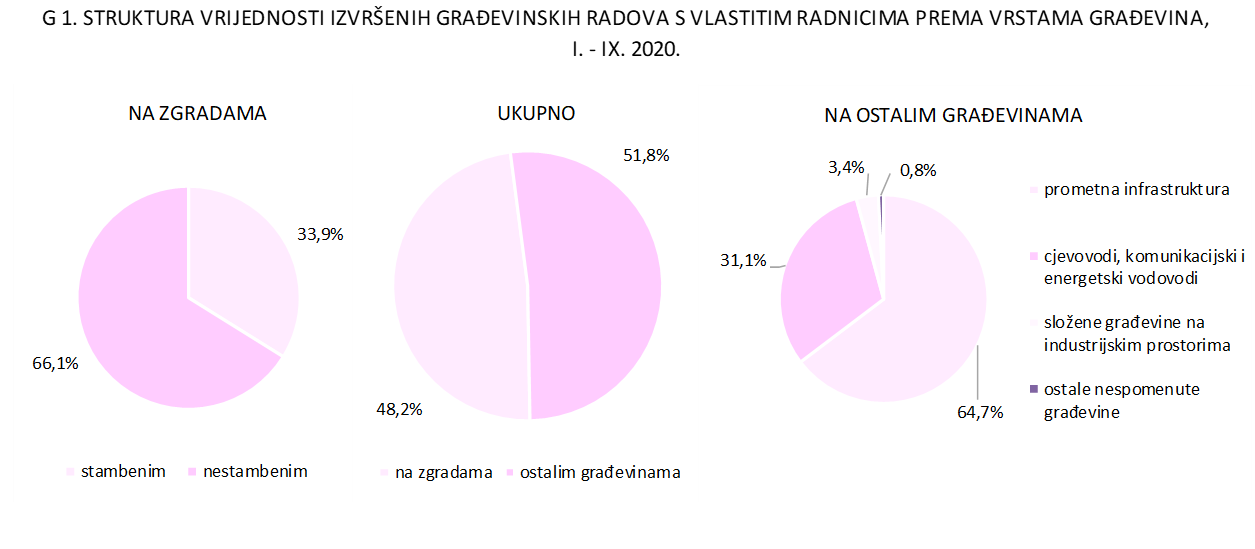 G 1. STRUKTURA VRIJEDNOSTI IZVRŠENIH GRAĐEVINSKIH RADOVA S VLASTITIM RADNICIMA PREMA VRSTAMA GRAĐEVINA,
I. - IX. 2020.
NA ZGRADAMA
33,9%
66,1%
stambenim
nestambenim
UKUPNO
51,8%
48,2%
na zgradama
ostalim građevinama
NA OSTALIM GRAĐEVINAMA
3,4%
0,8%
31,1%
64,7%
prometna infrastruktura
cjevovodi, komunikacijski i
energetski vodovodi
složene građevine na
industrijskim prostorima
ostale nespomenute
građevine